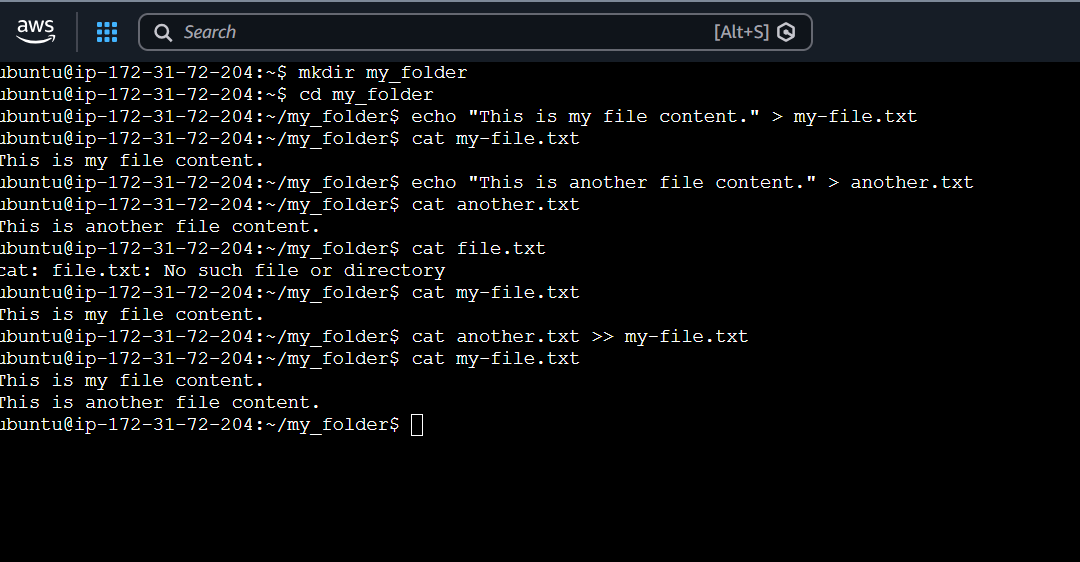 aws
Search [Alt+S]
ubuntu@ip-172-31-72-204:~$ mkdir my_folder
ubuntu@ip-172-31-72-204:~$ cd my_folder
ubuntu@ip-172-31-72-204:~/my_folder$ echo "This is my file content." > my-file.txt
ubuntu@ip-172-31-72-204:~/my_folder$ cat my-file.txt
This is my file content.
ubuntu@ip-172-31-72-204:~/my_folder$ echo "This is another file content." > another.txt
ubuntu@ip-172-31-72-204:~/my_folder$ cat another.txt
This is another file content.
ubuntu@ip-172-31-72-204:~/my_folder$ cat file.txt
cat: file.txt: No such file or directory
ubuntu@ip-172-31-72-204:~/my_folder$ cat my-file.txt
This is my file content.
ubuntu@ip-172-31-72-204:~/my_folder$ cat another.txt >> my-file.txt
ubuntu@ip-172-31-72-204:~/my_folder$ cat my-file.txt
This is my file content.
This is another file content.
ubuntu@ip-172-31-72-204:~/my_folder$